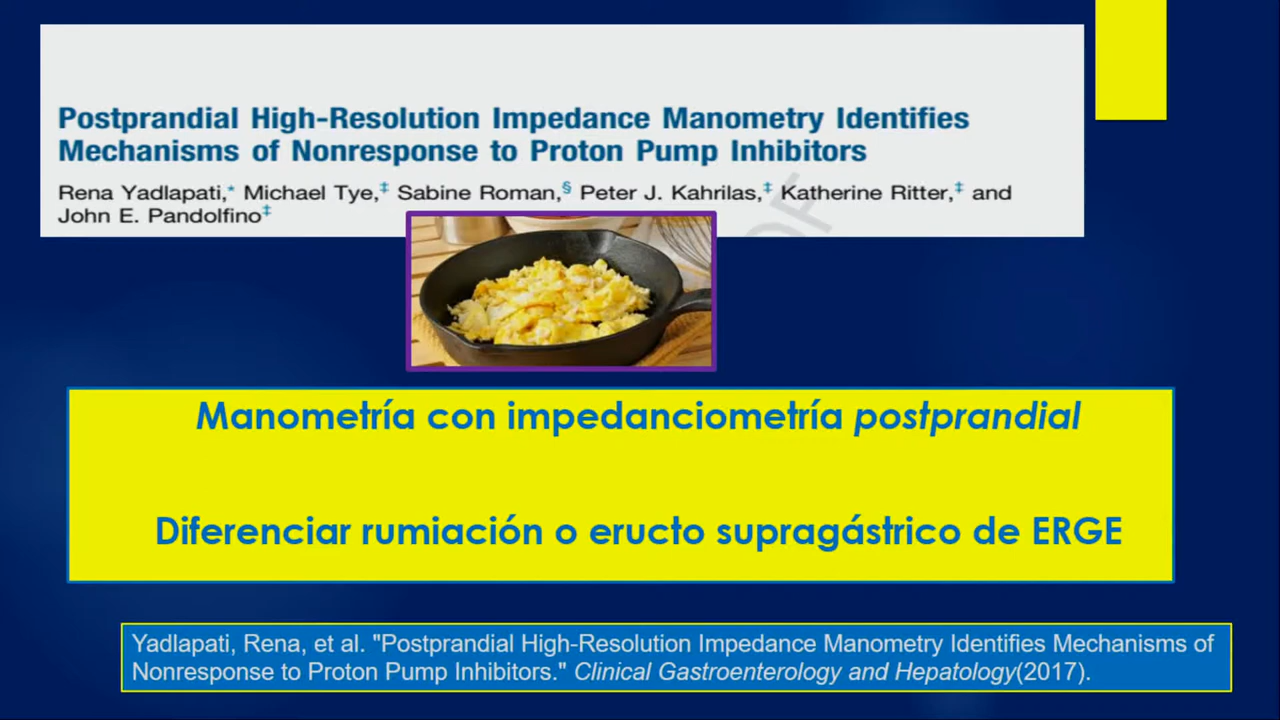 Postprandial High-Resolution Impedance Manometry Identifies
Mechanisms of Nonresponse to Proton Pump Inhibitors
Rena Yadlapati,* Michael Tye,‡ Sabine Roman,§ Peter J. Kahrilas,‡ Katherine Ritter,‡ and
John E. Pandolfino‡
Manometría con impedanciometría postprandial
Diferenciar rumiación o eructo supragástrico de ERGE
Yadlapati, Rena, et al. "Postprandial High-Resolution Impedance Manometry Identifies Mechanisms of
Nonresponse to Proton Pump Inhibitors." Clinical Gastroenterology and Hepatology(2017).